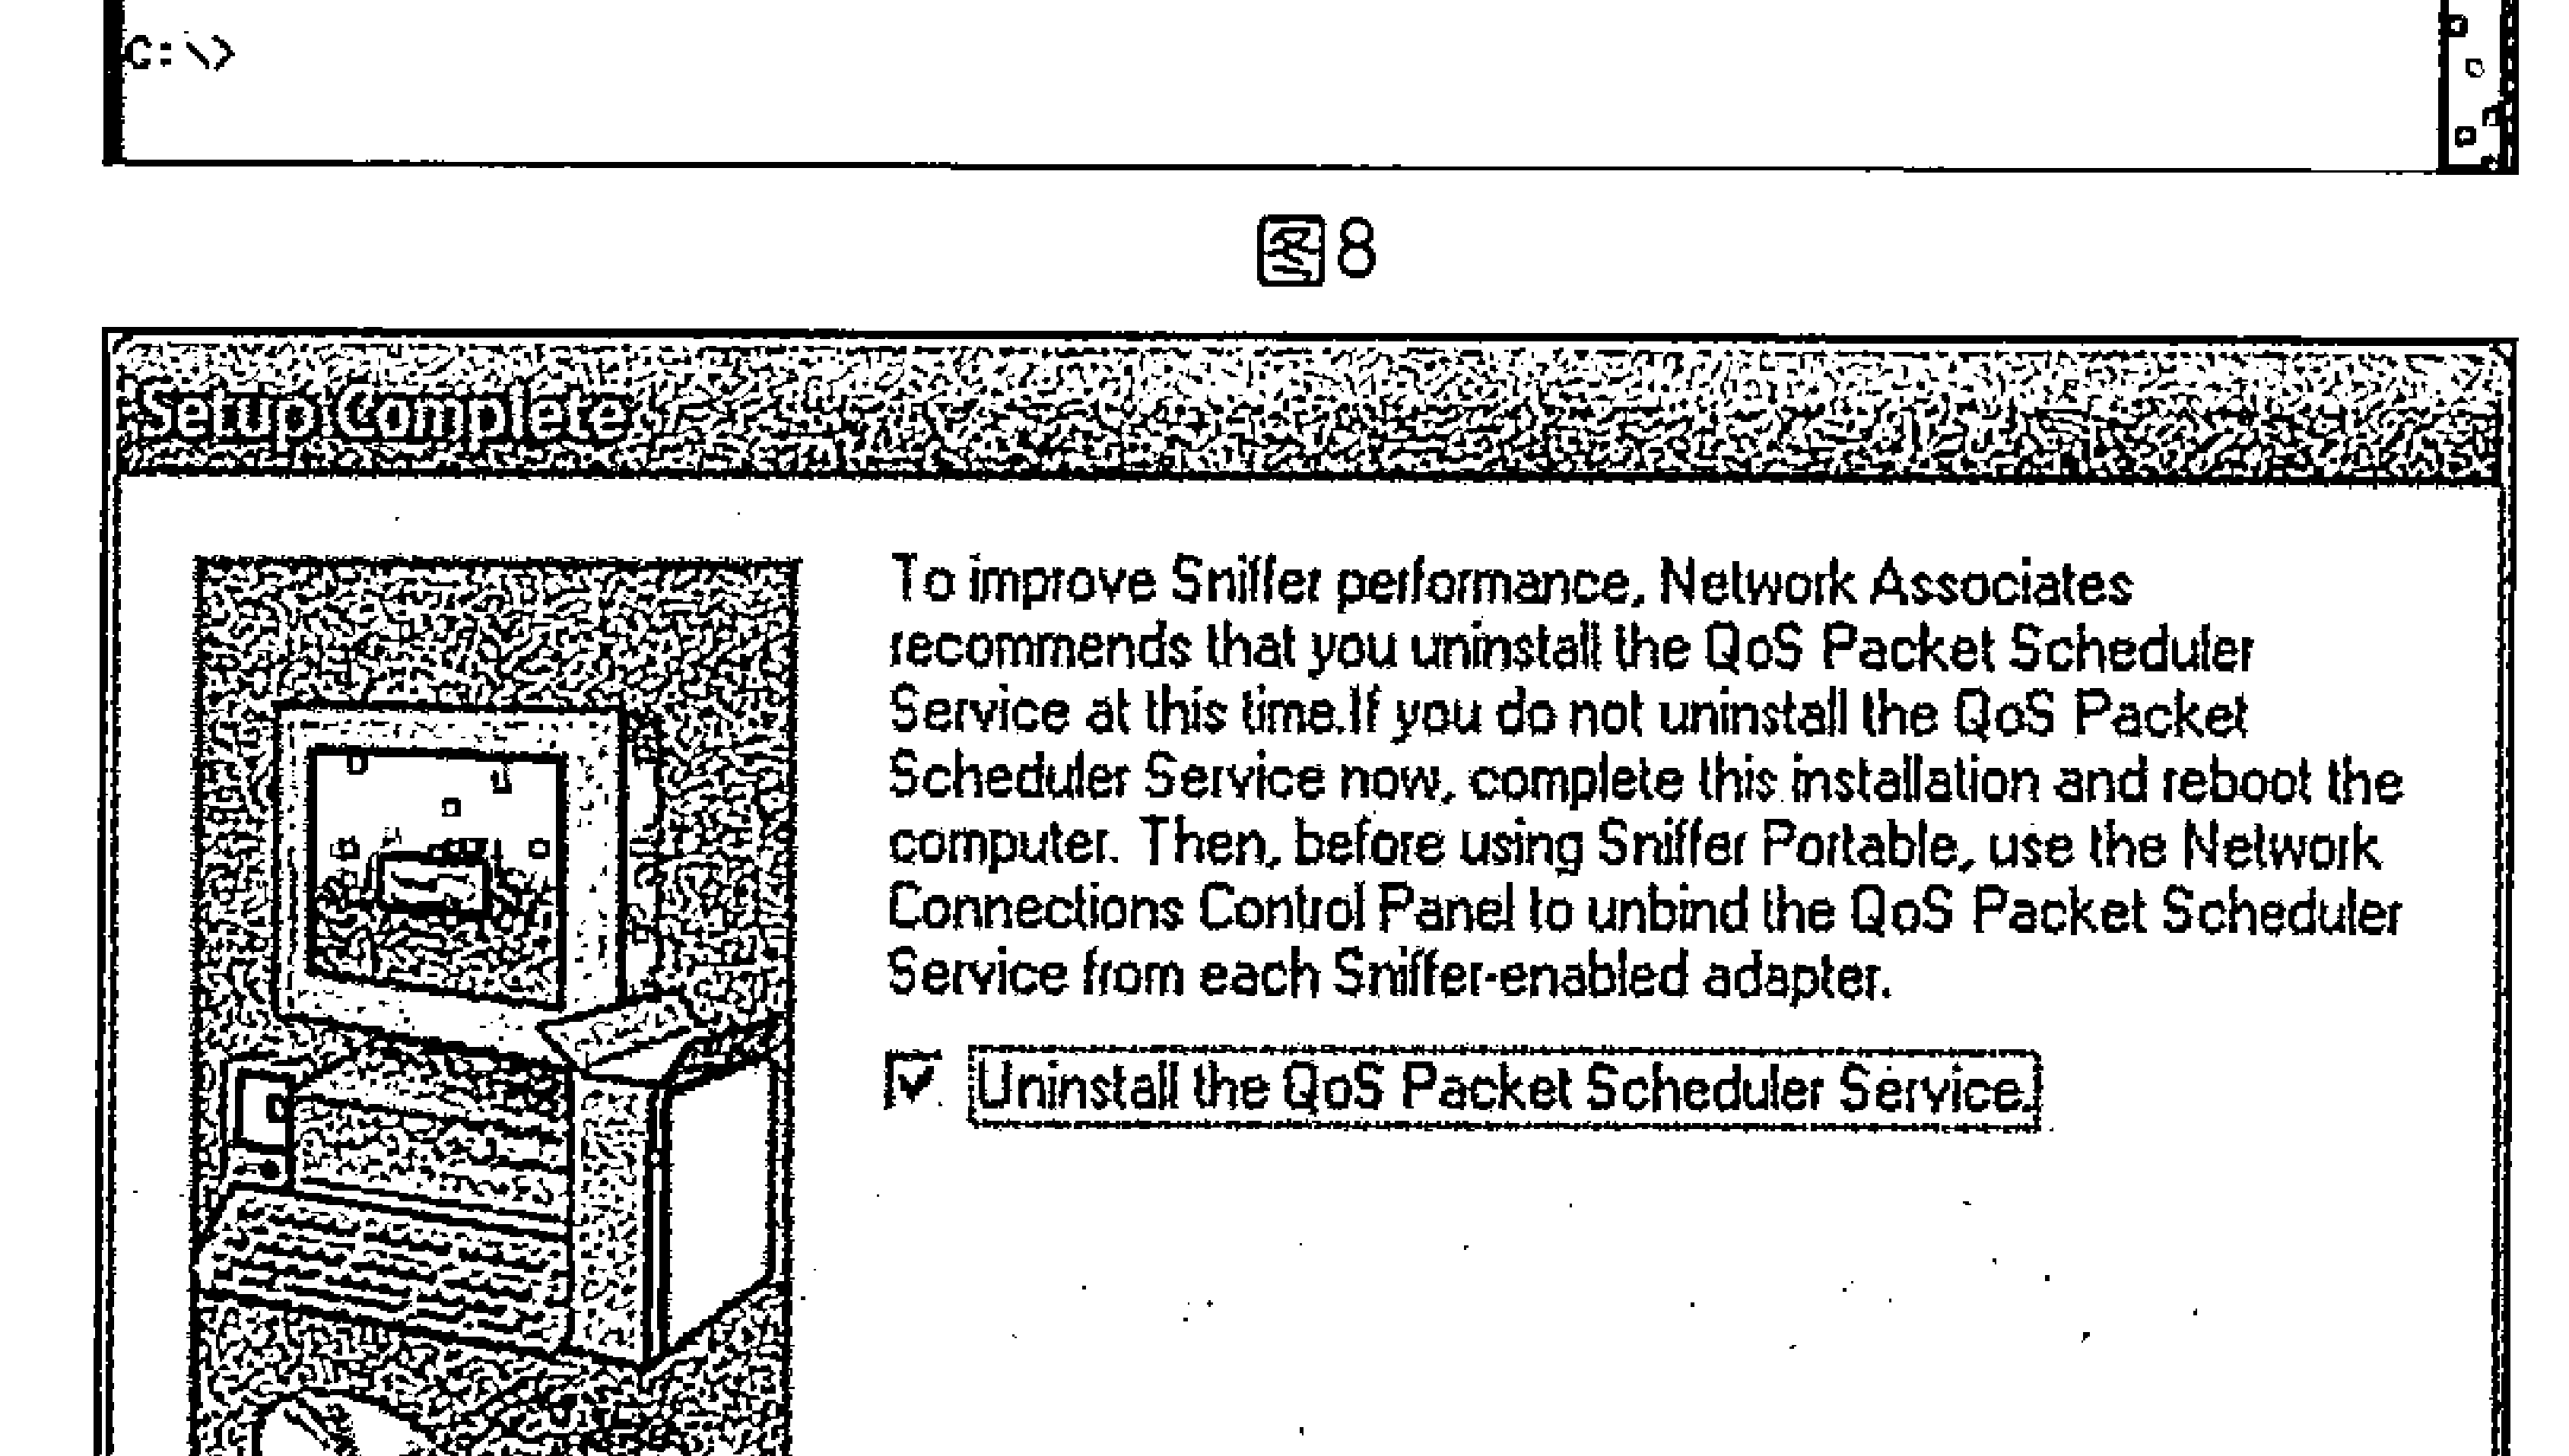 C:\>
图8
Setup Complete
To improve Sniffer performance, Network Associates
recommends that you uninstall the QoS Packet Scheduler
Service at this time.If you do not uninstall the QoS Packet
Scheduler Service now, complete this installation and reboot the
computer. Then, before using Sniffer Portable, use the Network
Connections Control Panel to unbind the QoS Packet Scheduler
Service from each Sniffer-enabled adapter.
Uninstall the QoS Packet Scheduler Service.